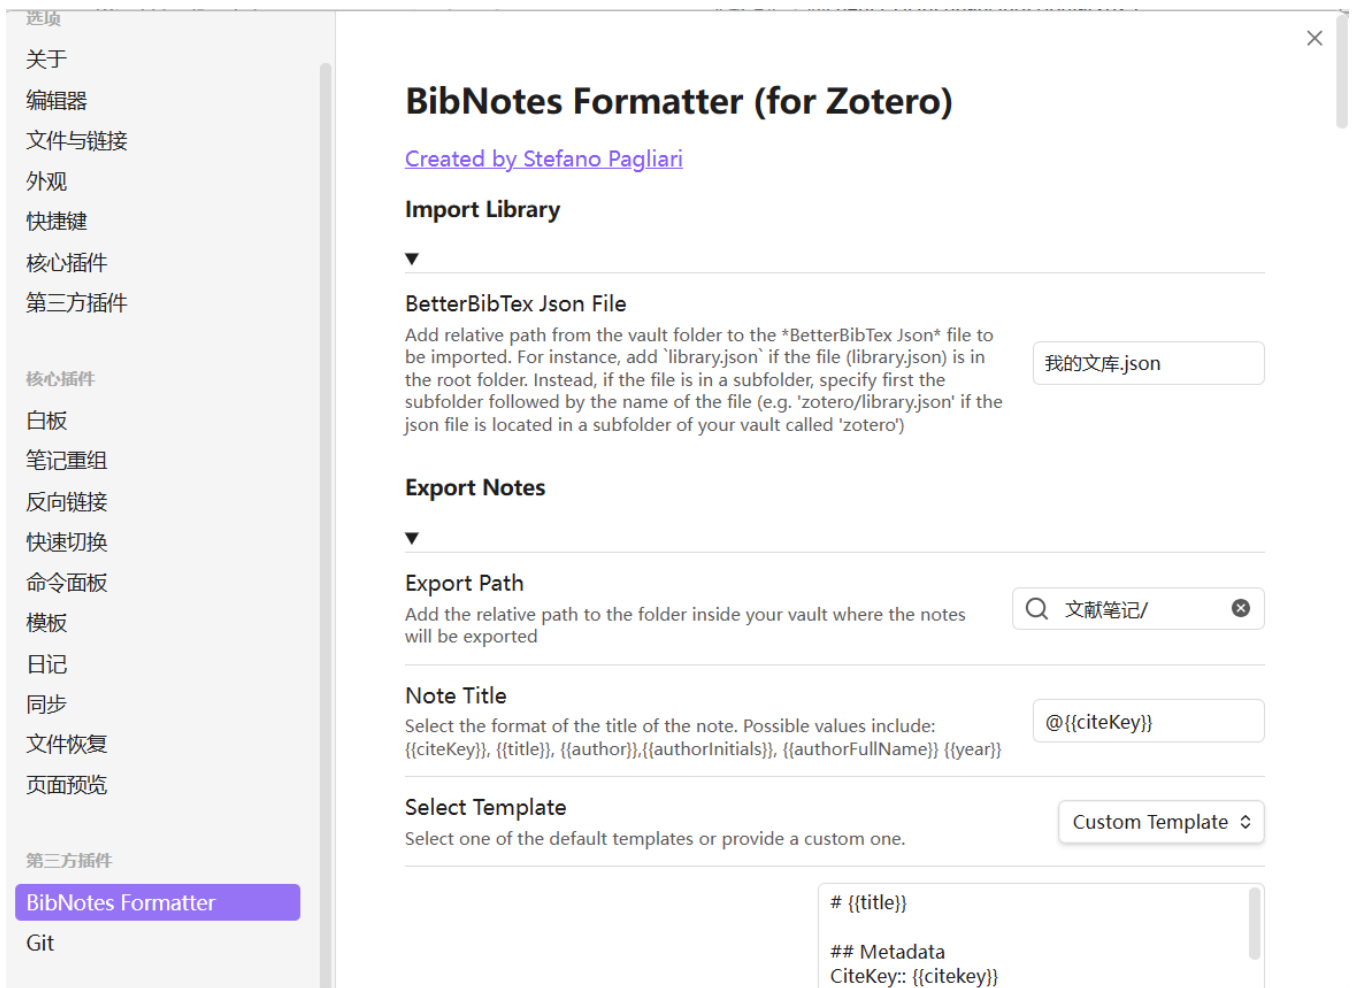 选项
关于
编辑器
文件与链接
外观
快捷键
核心插件
第三方插件
核心插件
白板
笔记重组
反向链接
快速切换
命令面板
模板
日记
同步
文件恢复
页面预览
第三方插件
BibNotes Formatter
Git
BibNotes Formatter (for Zotero)
Created by Stefano Pagliari
Import Library
BetterBibTex Json File
Add relative path from the vault folder to the *BetterBibTex Json* file to
be imported. For instance, add `library.json` if the file (library.json) is in
the root folder. Instead, if the file is in a subfolder, specify first the
subfolder followed by the name of the file (e.g. 'zotero/library.json' if the
json file is located in a subfolder of your vault called 'zotero')
我的文库.json
Export Notes
Export Path
Add the relative path to the folder inside your vault where the notes
will be exported
文献笔记/
Note Title
Select the format of the title of the note. Possible values include:
{{citeKey}}, {{title}}, {{author}},{{authorInitials}}, {{authorFullName}} {{year}}
@{{citeKey}}
Select Template
Select one of the default templates or provide a custom one.
Custom Template
# {{title}}
## Metadata
CiteKey:: {{citekey}}